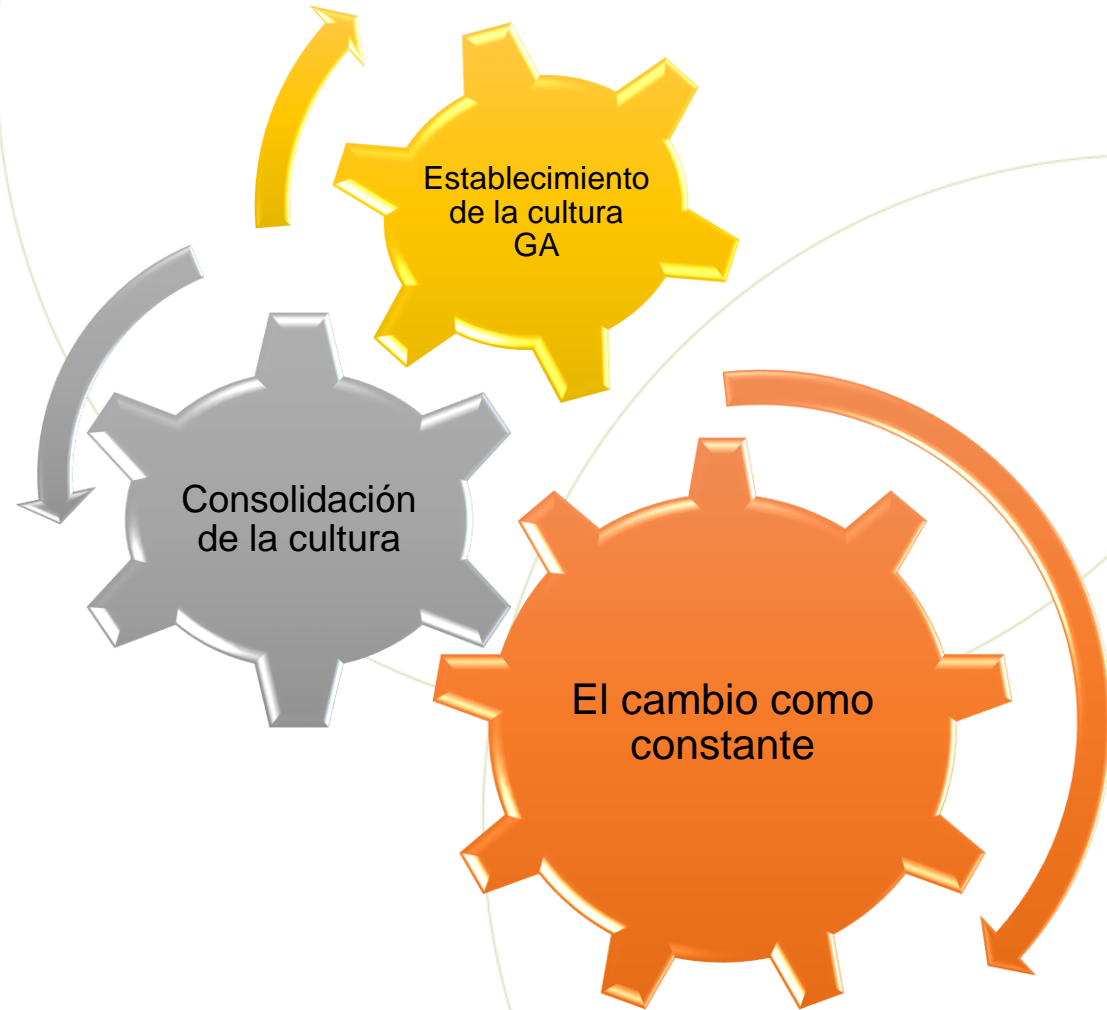 Establecimiento
de la cultura
GA
Consolidación
de la cultura
El cambio como
constante